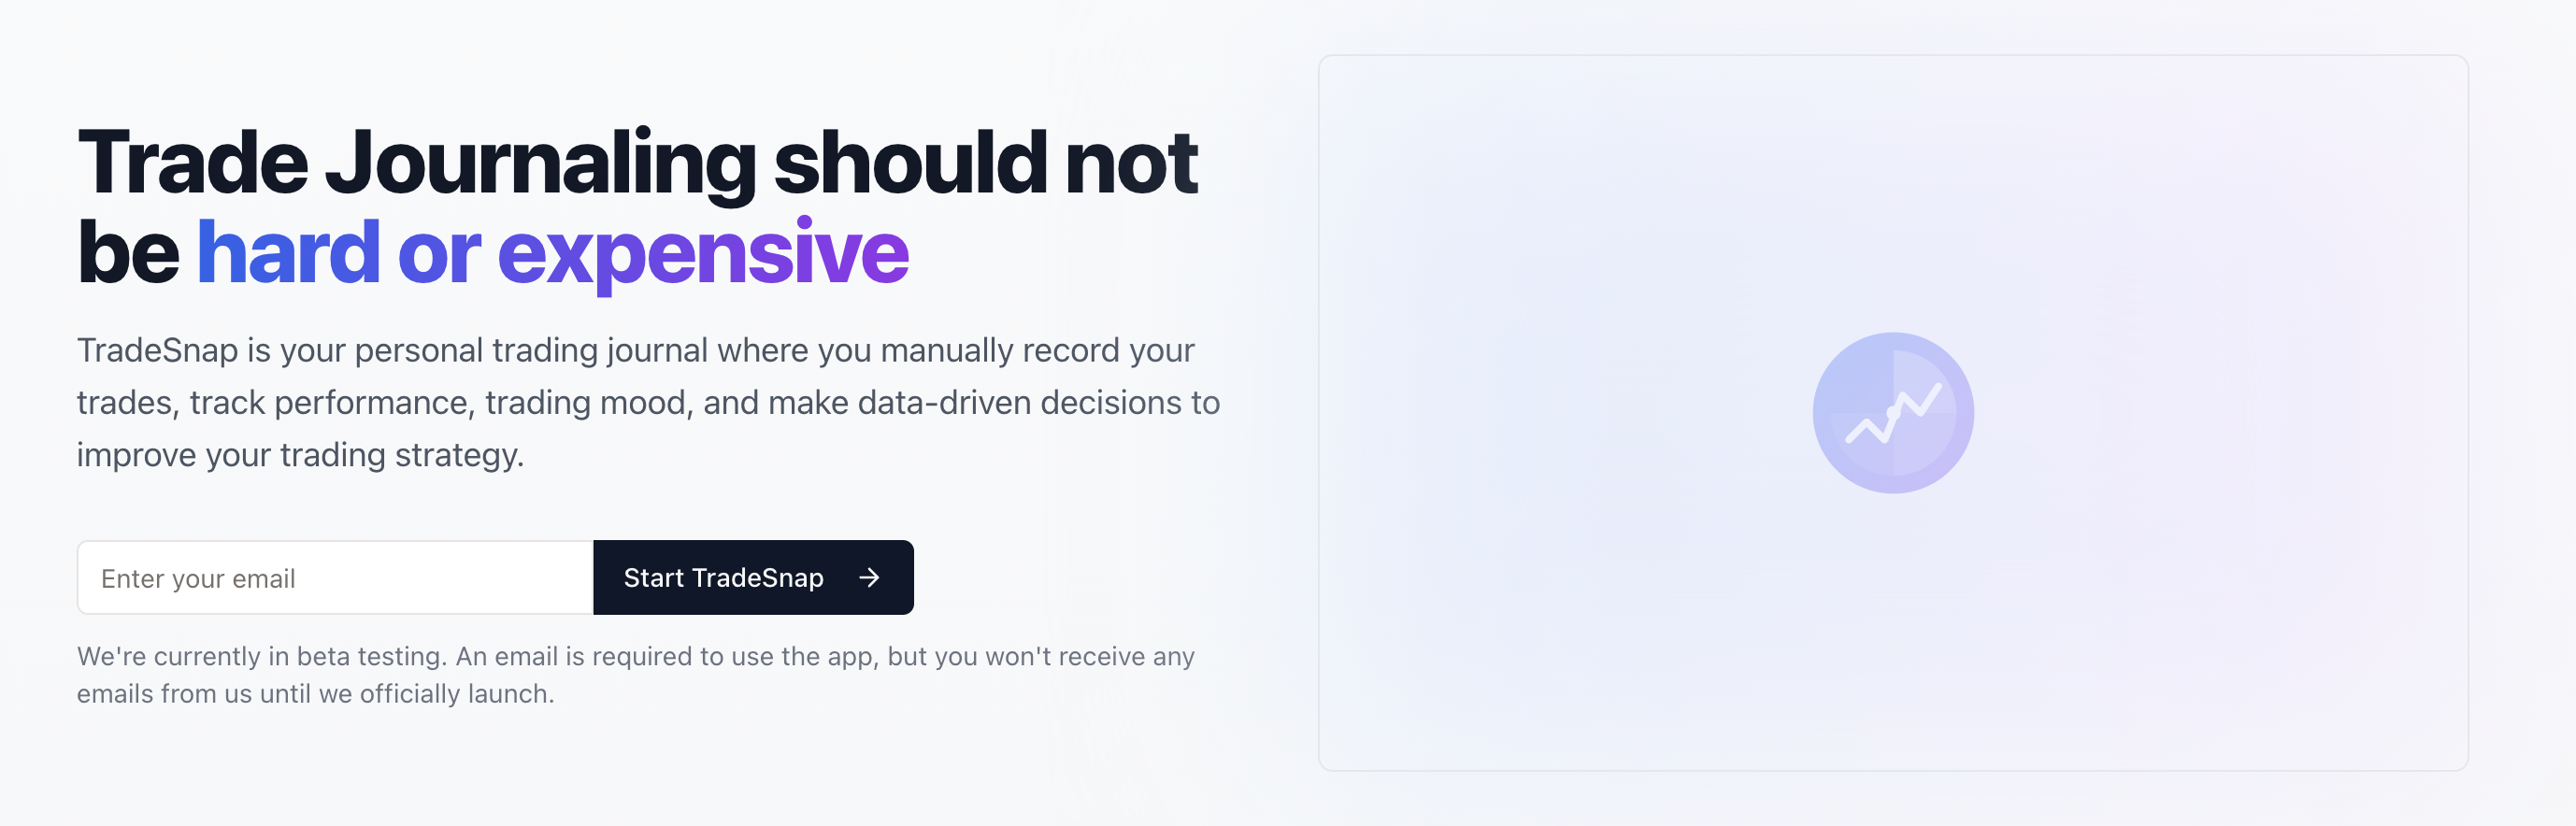 Trade Journaling should not
be hard or expensive
TradeSnap is your personal trading journal where you manually record your
trades, track performance, trading mood, and make data-driven decisions to
improve your trading strategy.
Enter your email
Start TradeSnap →
We're currently in beta testing. An email is required to use the app, but you won't receive any
emails from us until we officially launch.